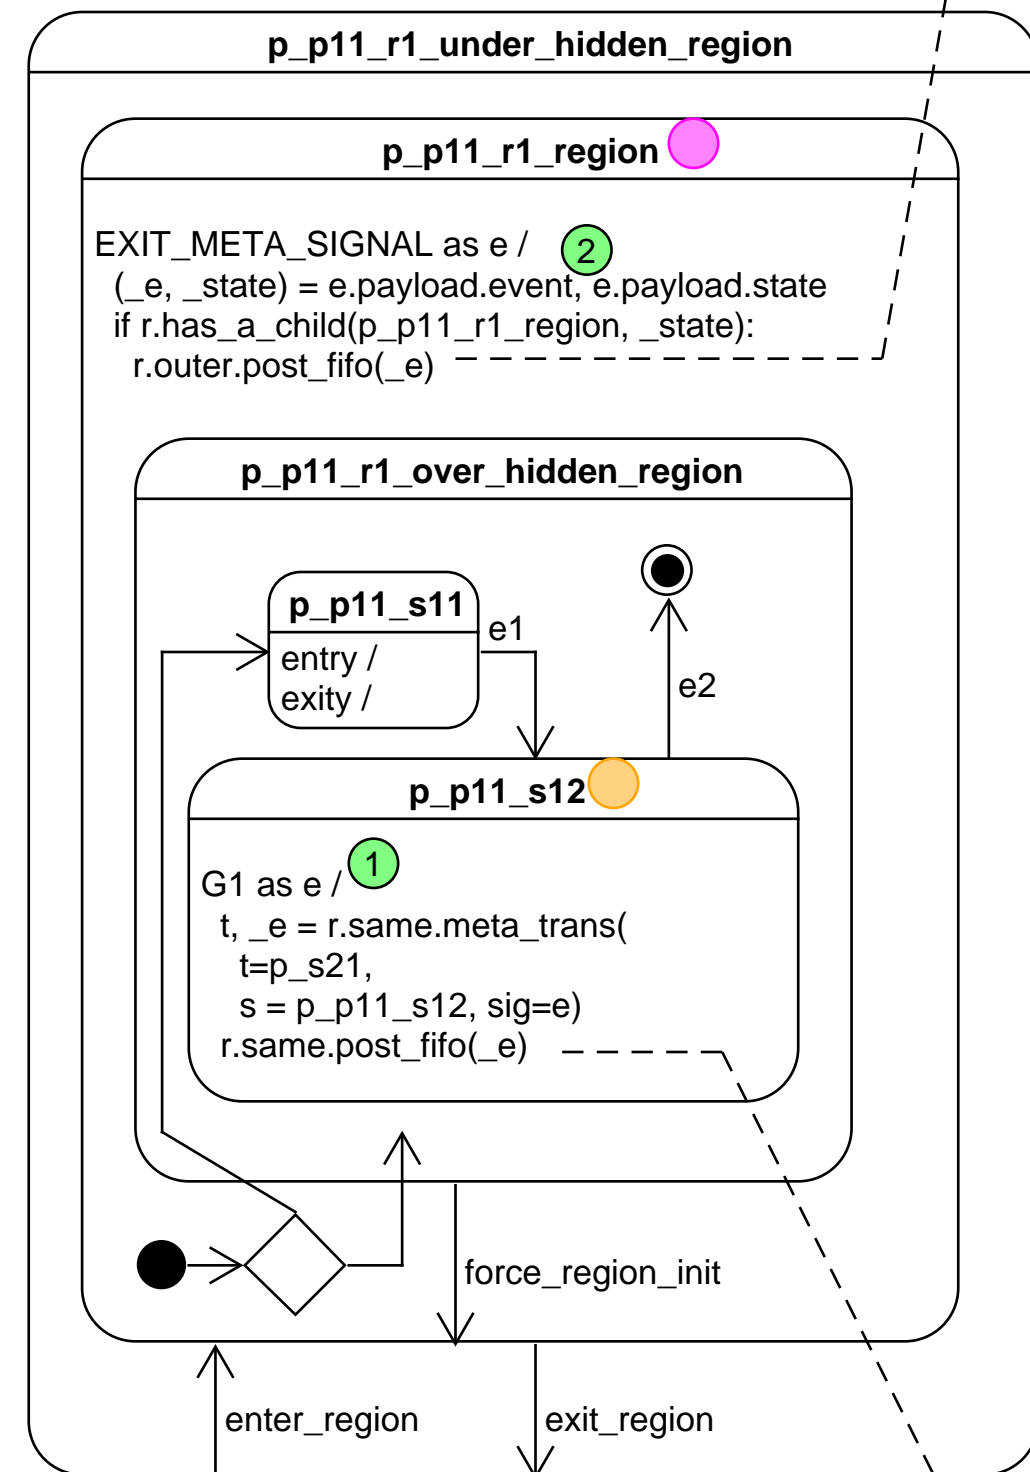 p_p11_r1_under_hidden_region
p_p11_r1_region
EXIT_META_SIGNAL as e /
2
(_e, _state) = e.payload.event, e.payload.state
if r.has_a_child(p_p11_r1_region, _state):
r.outer.post_fifo(_e)
p_p11_r1_over_hidden_region
p_p11_s11
e1
entry /
exity /
e2
p_p11_s12
1
G1 as e /
t, _e = r.same.meta_trans(
t=p_s21,
s = p_p11_s12, sig=e)
r.same.post_fifo(_e)
force_region_init
enter_region
exit_region